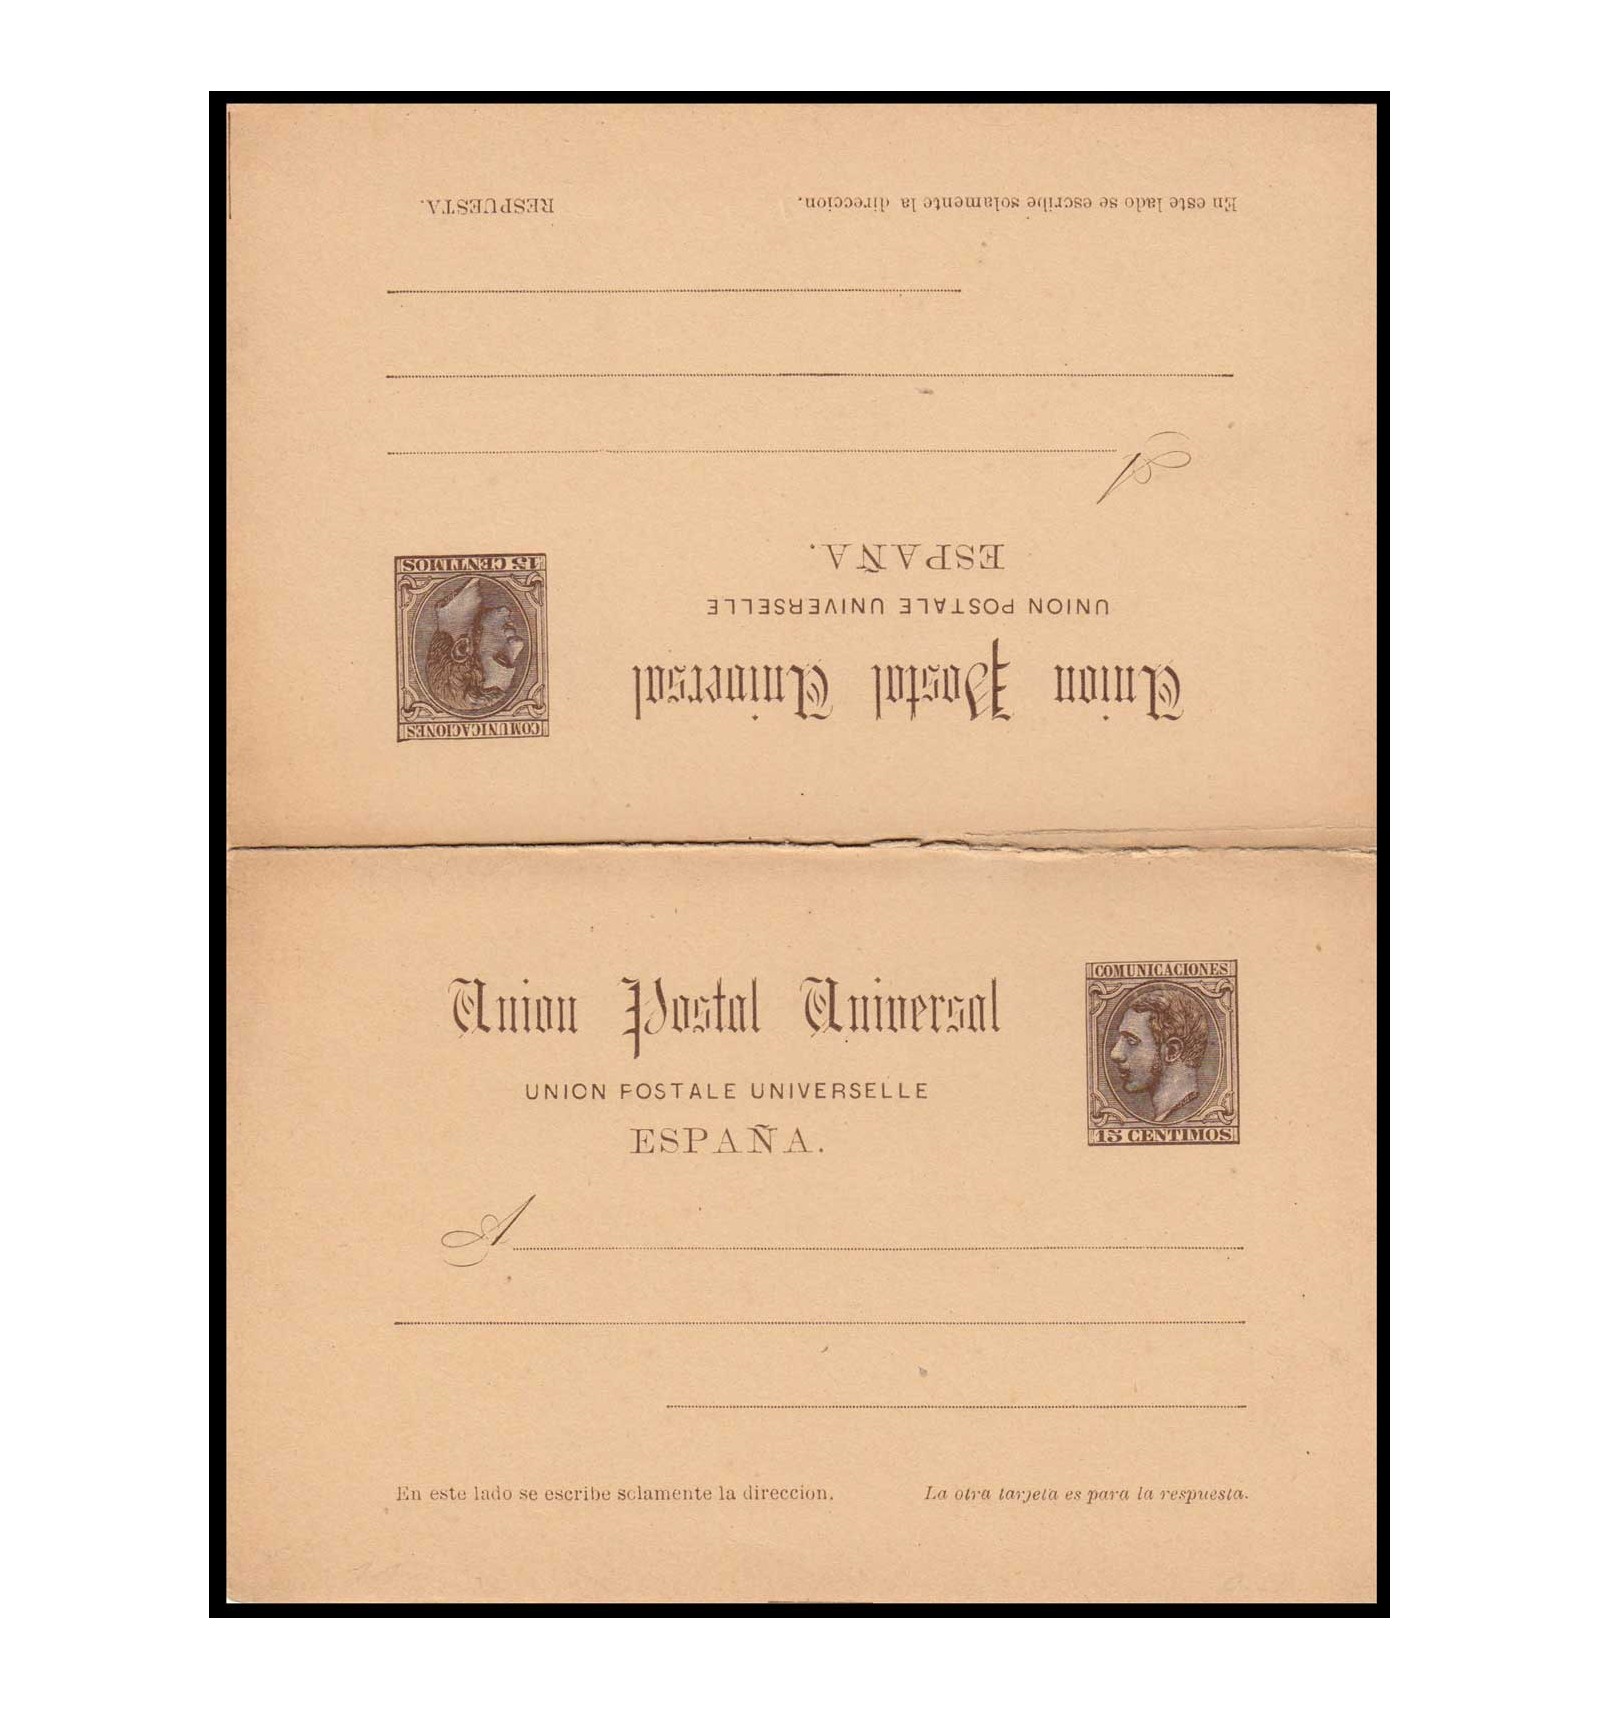 RESPUESTA.
En este lado se escribe solamente la direccion.
A
ESPAÑA.
UNION POSTALE UNIVERSELLE
Union Postal Universal
15 CENTIMOS
COMUNICACIONES
Union Postal Universal
COMUNICACIONES
15 CENTIMOS
UNION POSTALE UNIVERSELLE
ESPAÑA.
A
En este lado se escribe solamente la direccion.
La otra tarjeta es para la respuesta.